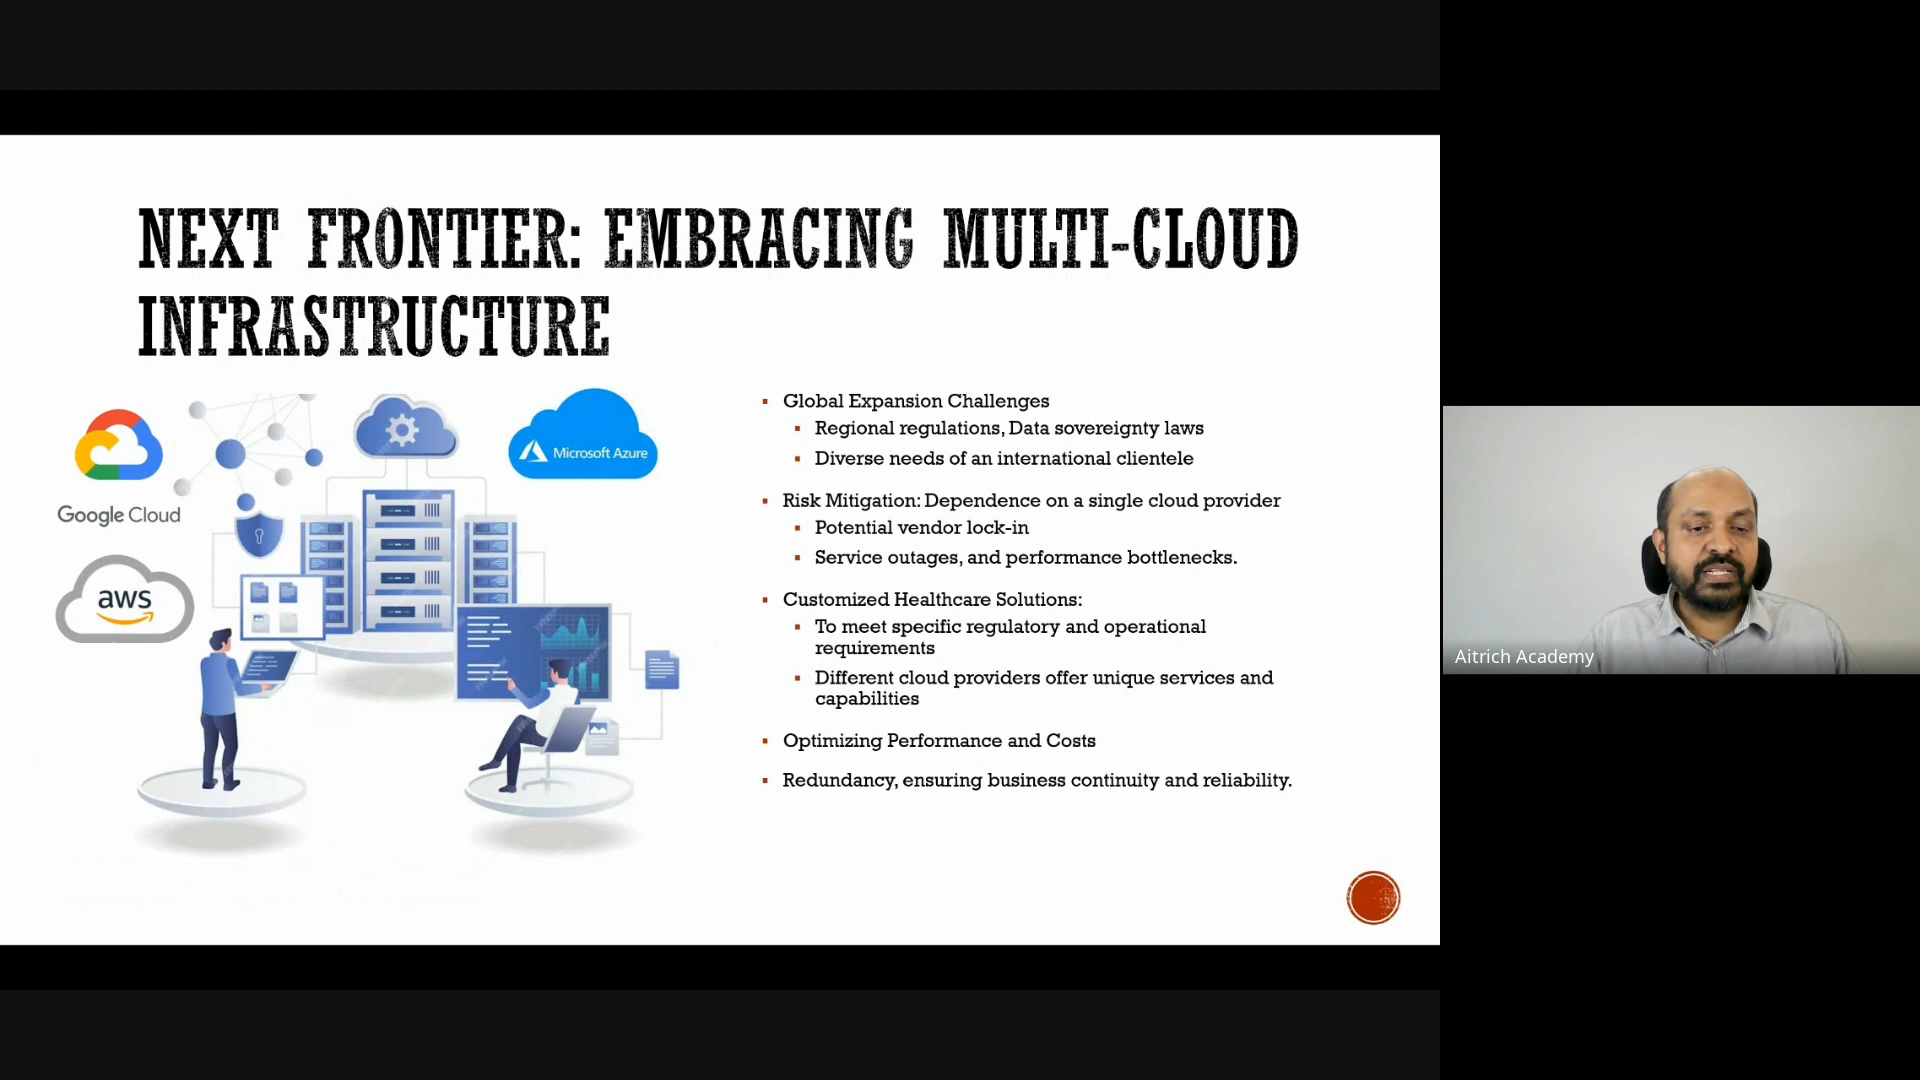 NEXT FRONTIER: EMBRACING MULTI-CLOUD
INFRASTRUCTURE
Google Cloud
aws
Microsoft Azure
Global Expansion Challenges
Regional regulations, Data sovereignty laws
Diverse needs of an international clientele
Risk Mitigation: Dependence on a single cloud provider
Potential vendor lock-in
Service outages, and performance bottlenecks.
Customized Healthcare Solutions:
To meet specific regulatory and operational
requirements
Different cloud providers offer unique services and
capabilities
Optimizing Performance and Costs
Redundancy, ensuring business continuity and reliability.
Aitrich Academy